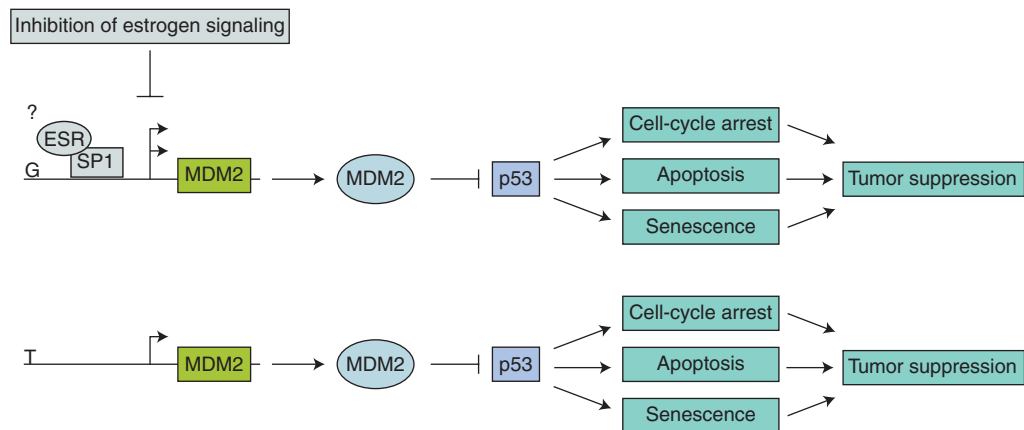 Inhibition of estrogen signaling
?
ESR
SP1
G
MDM2
MDM2
p53
Cell-cycle arrest
Apoptosis
Senescence
Tumor suppression
T
MDM2
MDM2
p53
Cell-cycle arrest
Apoptosis
Senescence
Tumor suppression